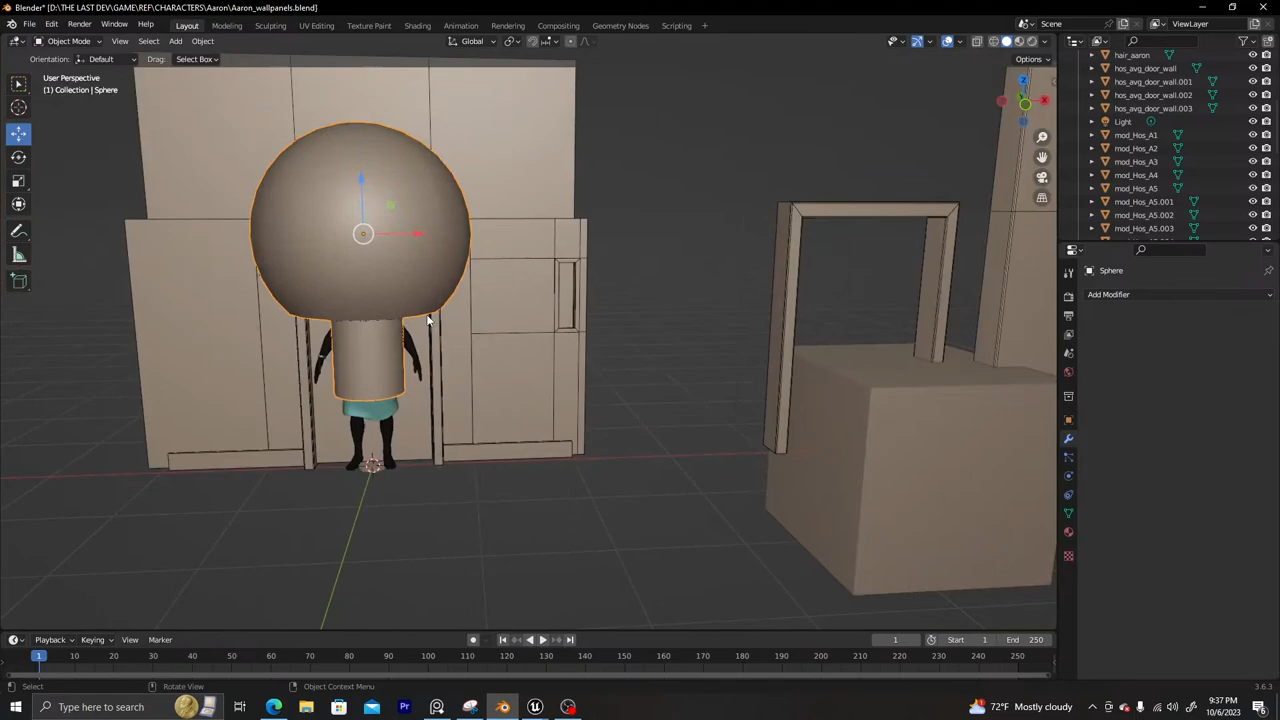 Blender* [D:\THE LAST DEV\GAME\REF\CHARACTERS\Aaron\Aaron_wallpanels.blend]
File Edit Render Window Help Layout Modeling Sculpting UV Editing Texture Paint Shading Animation Rendering Compositing Geometry Nodes Scripting + Scene ViewLayer
Object Mode View Select Add Object Global
Orientation: Default Drag: Select Box Options
User Perspective
(1) Collection | Sphere
Z
X
hair_aaron
hos_avg_door_wall
hos_avg_door_wall.001
hos_avg_door_wall.002
hos_avg_door_wall.003
Light
mod_Hos_A1
mod_Hos_A2
mod_Hos_A3
mod_Hos_A4
mod_Hos_A5
mod_Hos_A5.001
mod_Hos_A5.002
mod_Hos_A5.003
Sphere
Add Modifier
Playback Keying View Marker 1 Start 1 End 250
1 10 20 30 40 50 60 70 80 90 100 110 120 130 140 150 160 170 180 190 200 210 220 230 240 250
Select Rotate View Object Context Menu 3.6.3
Type here to search Pr 72°F Mostly cloudy 9:37 PM
10/6/2023